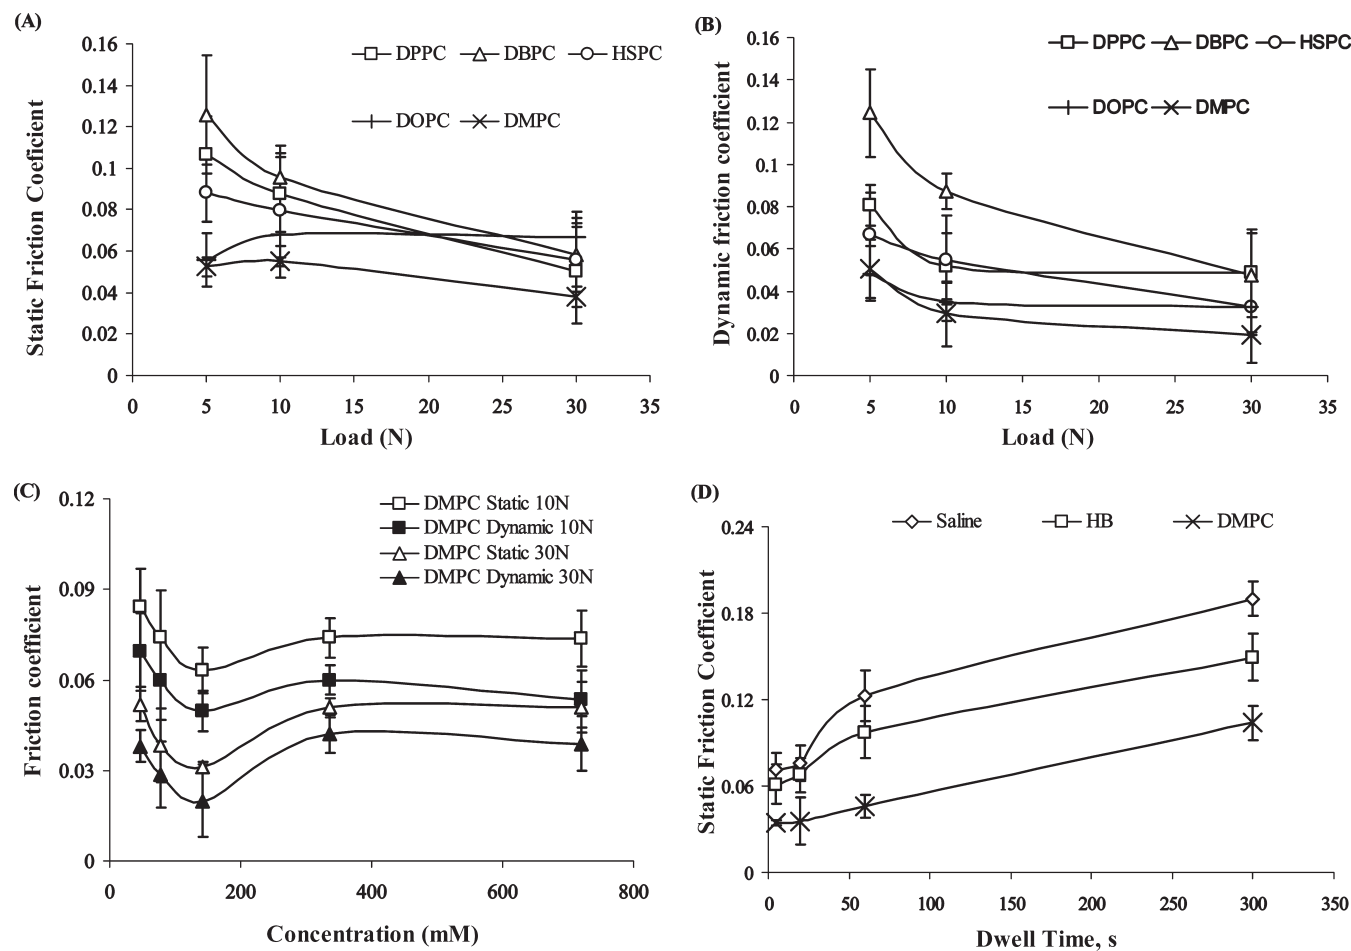 (A)
DPPC DBPC HSPC
DOPC DMPC
Static Friction Coeficient
0.16
0.14
0.12
0.1
0.08
0.06
0.04
0.02
0
0 5 10 15 20 25 30 35
Load (N)
(B)
DPPC DBPC HSPC
DOPC DMPC
Dynamic friction coefficient
0.16
0.14
0.12
0.1
0.08
0.06
0.04
0.02
0
0 5 10 15 20 25 30 35
Load (N)
(C)
DMPC Static 10N
DMPC Dynamic 10N
DMPC Static 30N
DMPC Dynamic 30N
Friction coefficient
0.12
0.09
0.06
0.03
0
0 200 400 600 800
Concentration (mM)
(D)
Saline HB DMPC
Static Friction Coefficient
0.24
0.18
0.12
0.06
0
0 50 100 150 200 250 300 350
Dwell Time, s